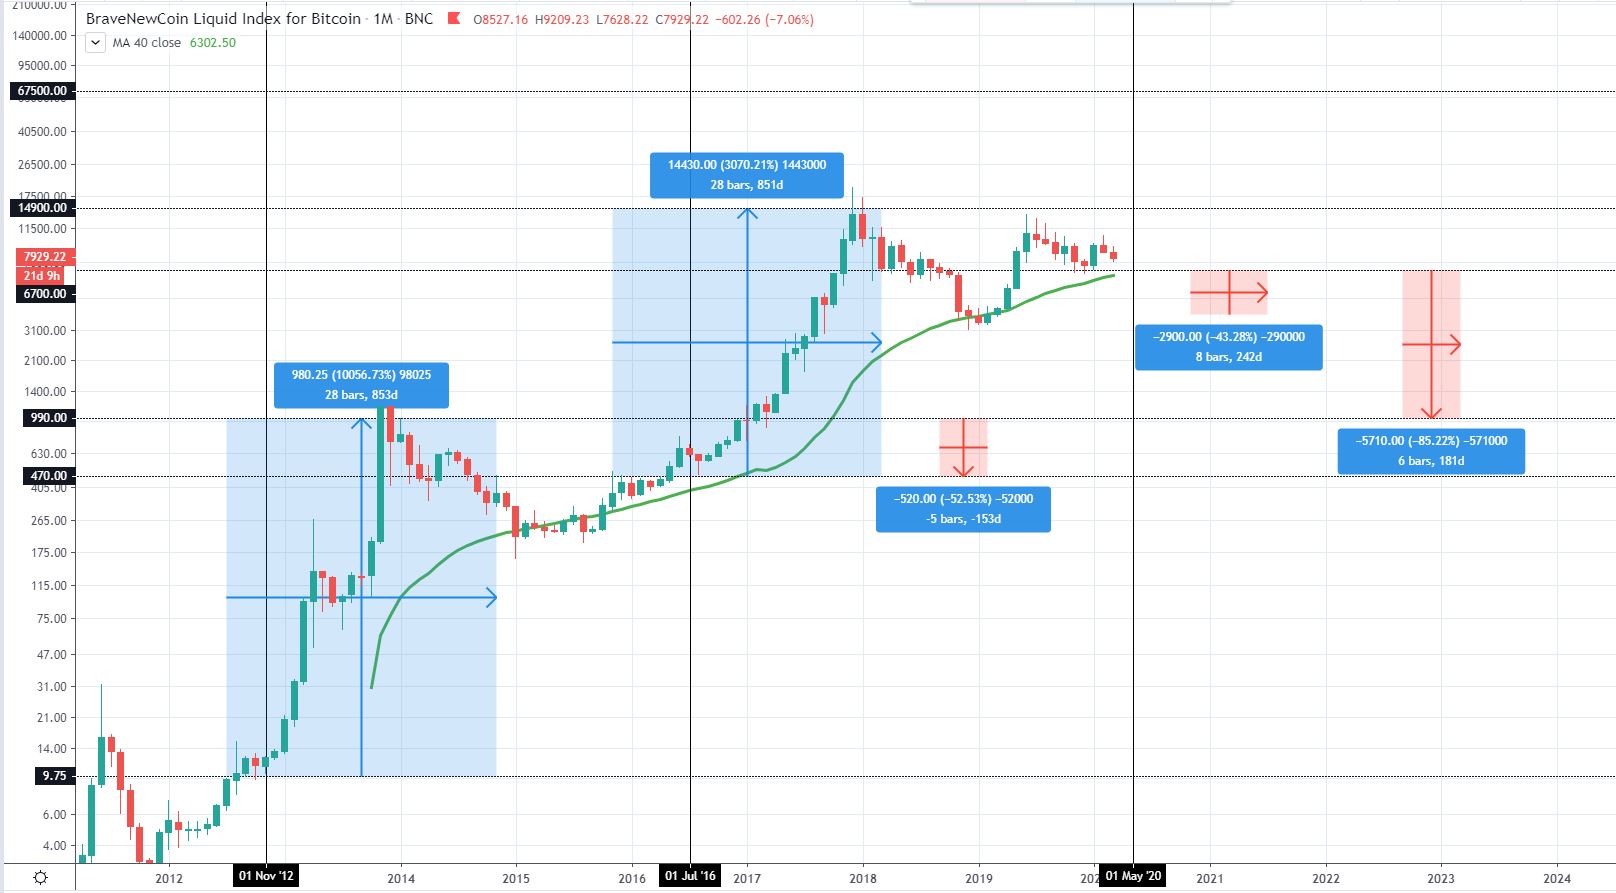 BraveNewCoin Liquid Index for Bitcoin · 1M · BNC O8527.16 H9209.23 L7628.22 C7929.22 −602.26 (−7.06%)
MA 40 close 6302.50
210000.00
140000.00
95000.00
67500.00
40500.00
26500.00
17500.00
14900.00
11500.00
7929.22
21d 9h
6700.00
3100.00
2100.00
1400.00
990.00
630.00
470.00
405.00
265.00
175.00
115.00
75.00
47.00
31.00
21.00
14.00
9.75
6.00
4.00
14430.00 (3070.21%) 1443000
28 bars, 851d
980.25 (10056.73%) 98025
28 bars, 853d
−2900.00 (−43.28%) −290000
8 bars, 242d
−5710.00 (−85.22%) −571000
6 bars, 181d
−520.00 (−52.53%) −52000
-5 bars, -153d
2012
01 Nov '12
2014
2015
2016
01 Jul '16
2017
2018
2019
01 May '20
2021
2022
2023
2024